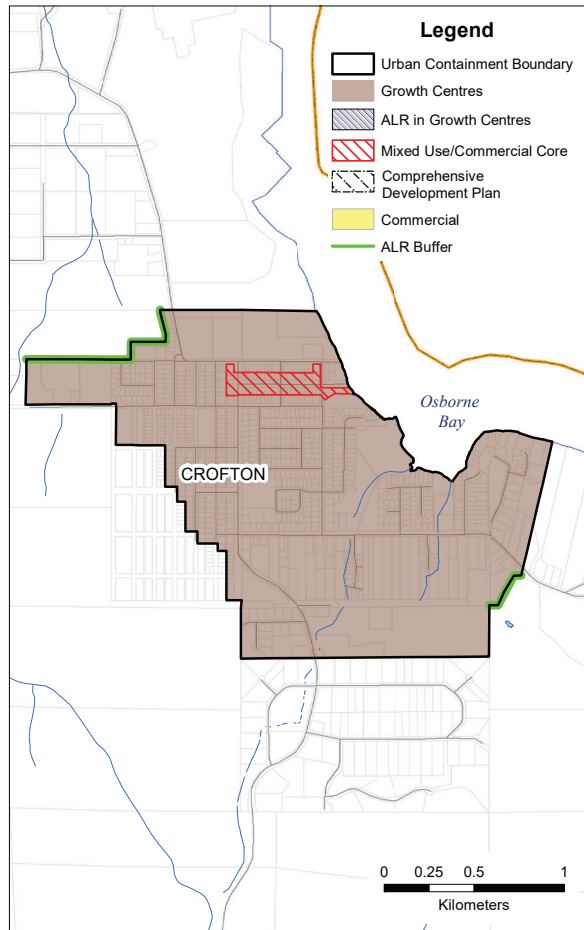 Legend
Urban Containment Boundary
Growth Centres
ALR in Growth Centres
Mixed Use/Commercial Core
Comprehensive
Development Plan
Commercial
ALR Buffer
Osborne
Bay
CROFTON
0 0.25 0.5 1
Kilometers